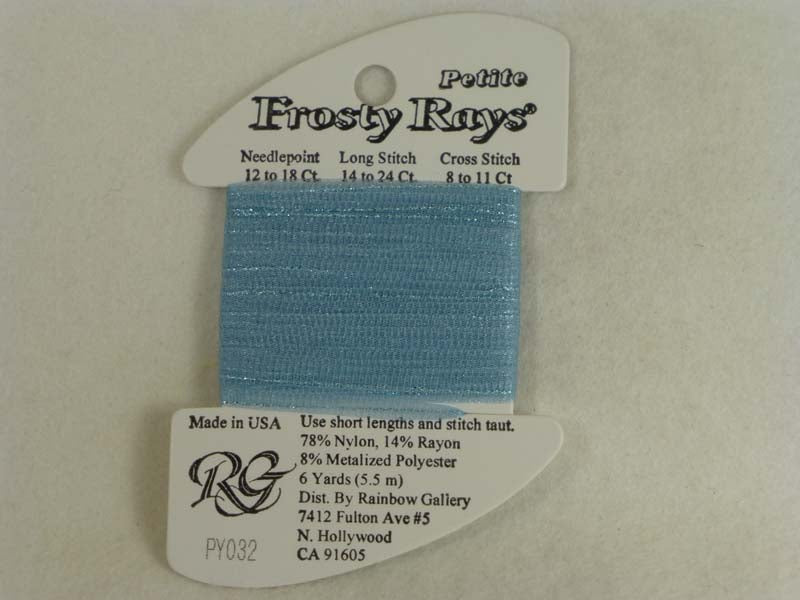 Petite
Frosty Rays®
Needlepoint Long Stitch Cross Stitch
12 to 18 Ct. 14 to 24 Ct. 8 to 11 Ct
Made in USA Use short lengths and stitch taut.
78% Nylon, 14% Rayon
8% Metalized Polyester
6 Yards (5.5 m)
Dist. By Rainbow Gallery
7412 Fulton Ave #5
N. Hollywood
CA 91605
RG
PY032